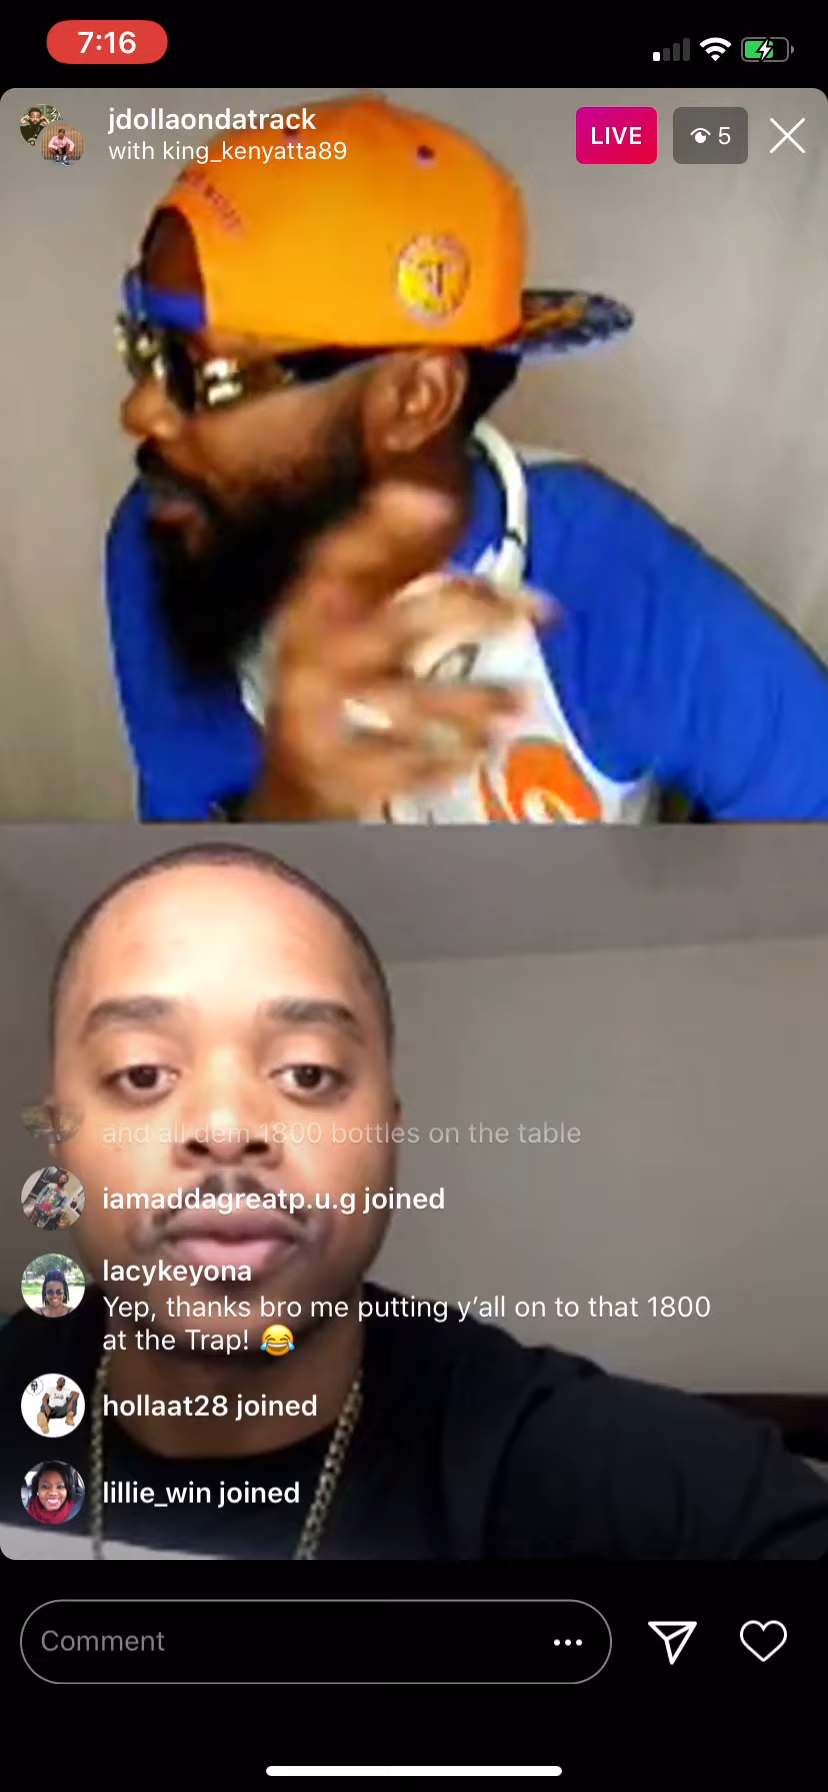 7:16
jdollaondatrack
with king_kenyatta89
LIVE
5
and all dem 1800 bottles on the table
iamaddagreatp.u.g joined
lacykeyona
Yep, thanks bro me putting y’all on to that 1800
at the Trap! 😂
hollaat28 joined
lillie_win joined
Comment